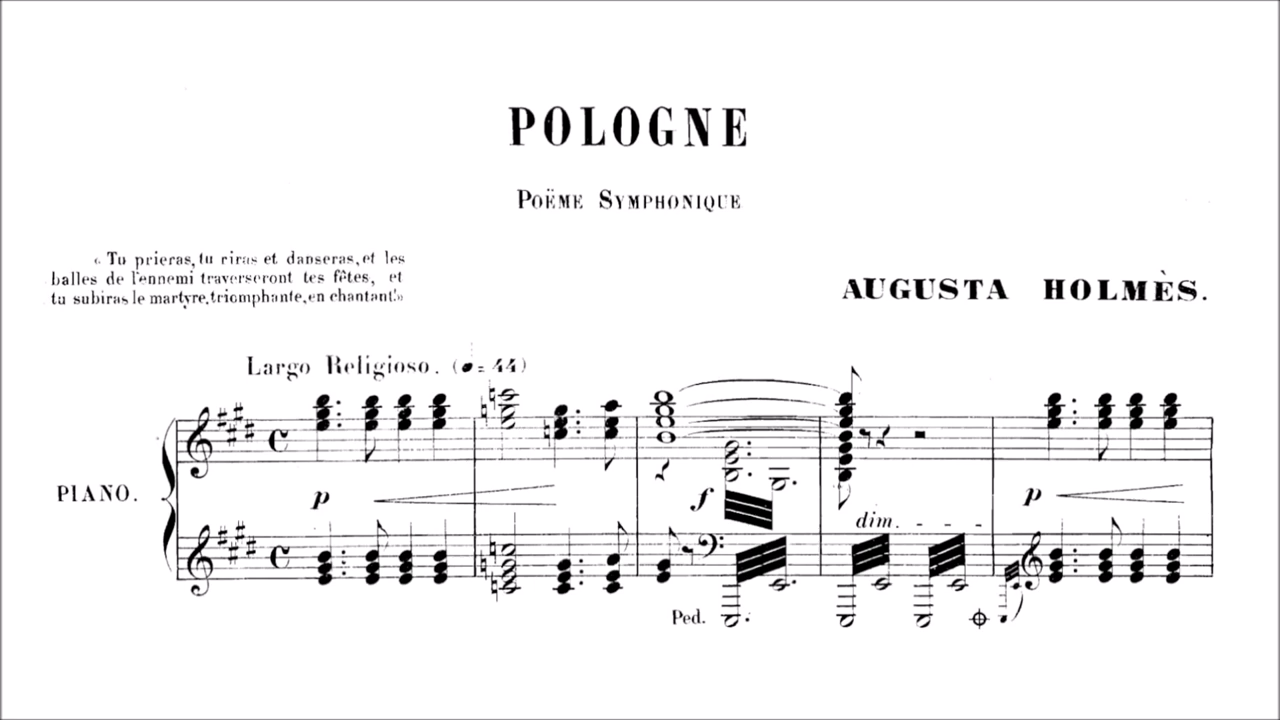 POLOGNE
POËME SYMPHONIQUE
« Tu prieras, tu riras et danseras, et les
balles de l'ennemi traverseront tes fêtes, et
tu subiras le martyre, triomphante, en chantant!»
AUGUSTA HOLMÈS.
Largo Religioso. (♩= 44)
PIANO.
p
f
dim.
p
Ped.